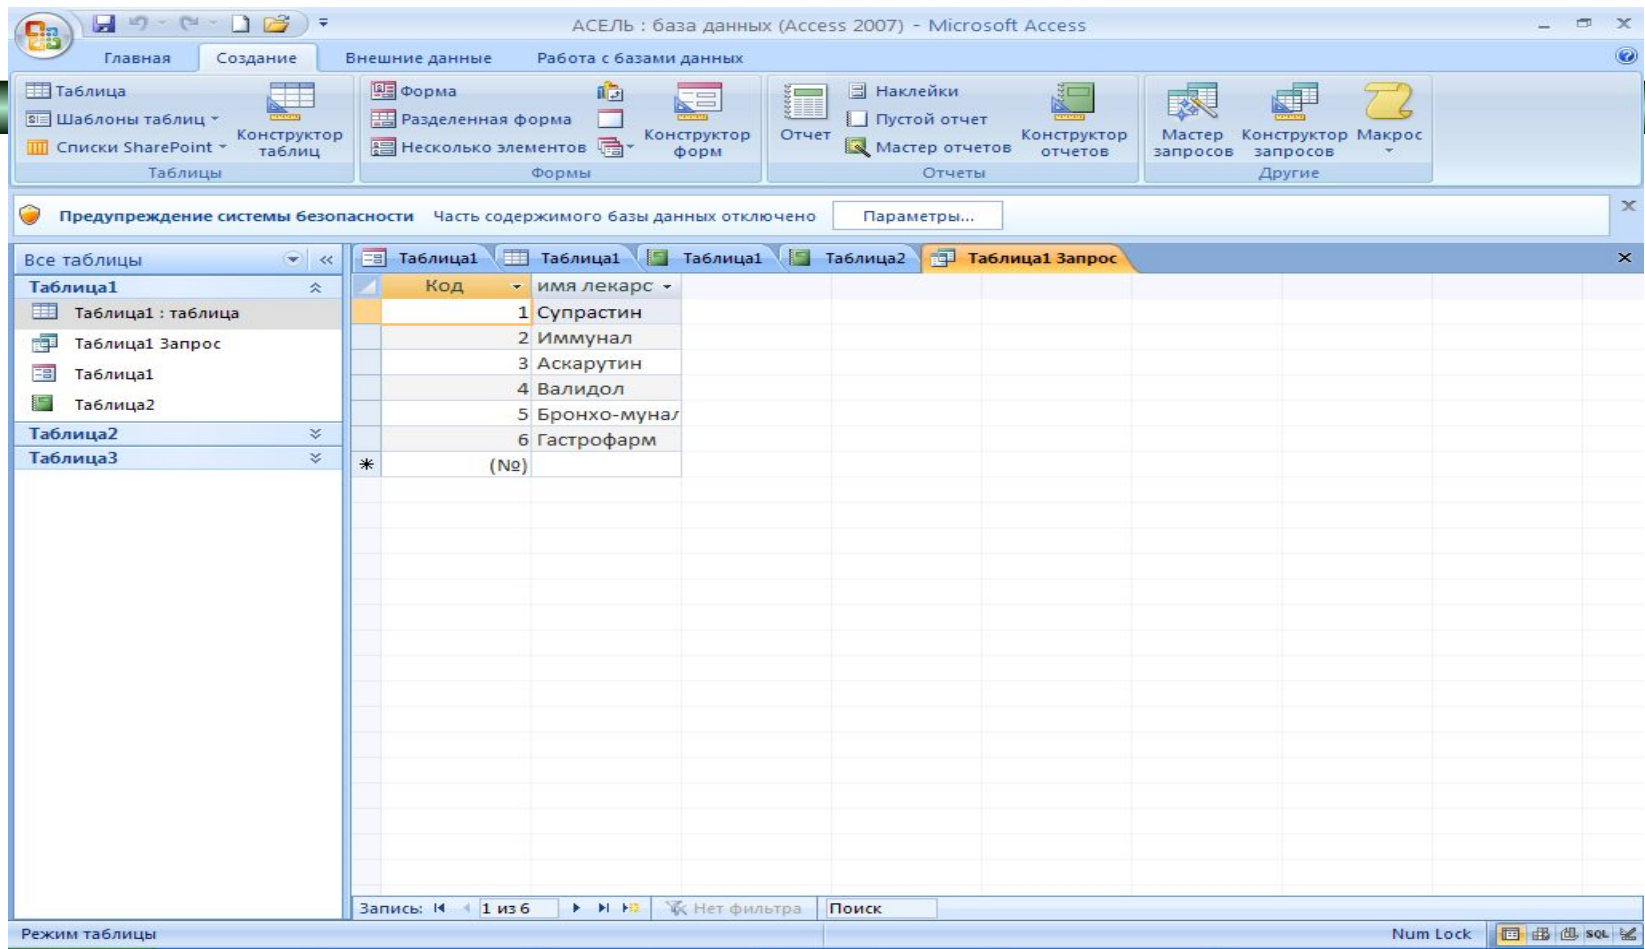 АСЕЛЬ : база данных (Access 2007) - Microsoft Access
Главная Создание Внешние данные Работа с базами данных
Таблица
Шаблоны таблиц
Списки SharePoint
Конструктор таблиц
Таблицы
Форма
Разделенная форма
Несколько элементов
Конструктор форм
Формы
Отчет
Наклейки
Пустой отчет
Мастер отчетов
Конструктор отчетов
Отчеты
Мастер запросов
Конструктор запросов
Макрос
Другие
Предупреждение системы безопасности Часть содержимого базы данных отключено Параметры...
Все таблицы
Таблица1
Таблица1 : таблица
Таблица1 Запрос
Таблица1
Таблица2
Таблица2
Таблица3
Таблица1 Таблица1 Таблица1 Таблица2 Таблица1 Запрос
Код имя лекарс
1 Супрастин
2 Иммунал
3 Аскарутин
4 Валидол
5 Бронхо-мунал
6 Гастрофарм
(№)
Запись: 1 из 6 Нет фильтра Поиск
Режим таблицы Num Lock SQL